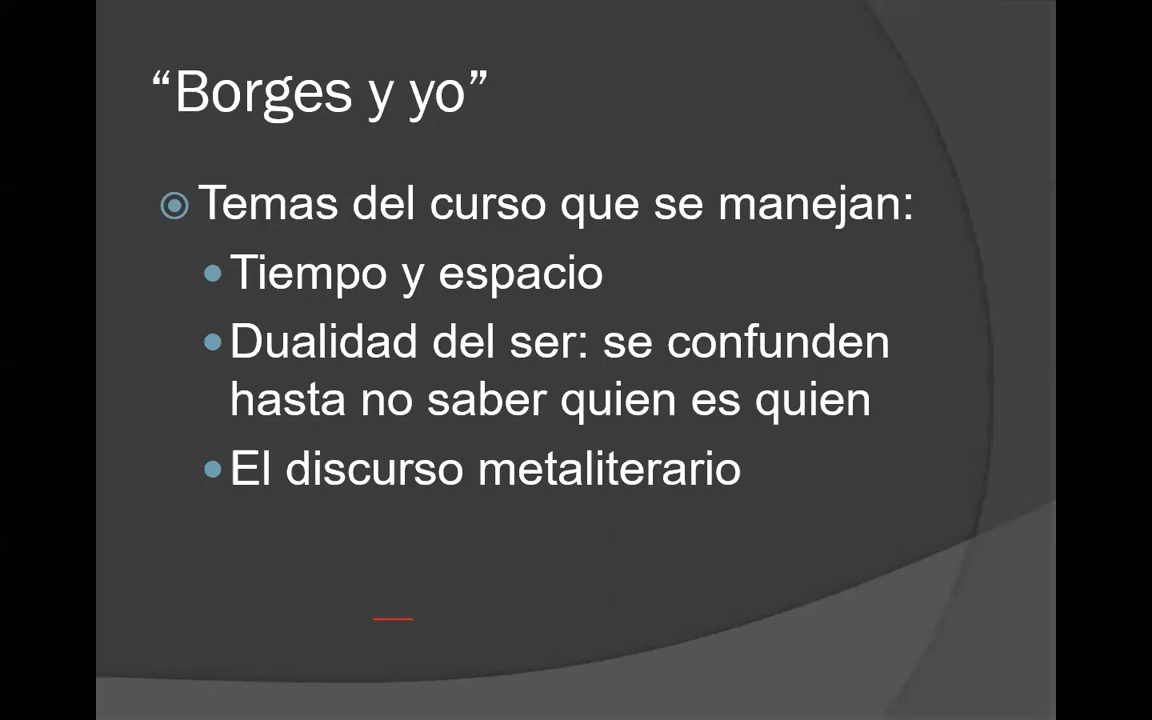 “Borges y yo”
Temas del curso que se manejan:
Tiempo y espacio
Dualidad del ser: se confunden
hasta no saber quien es quien
El discurso metaliterario